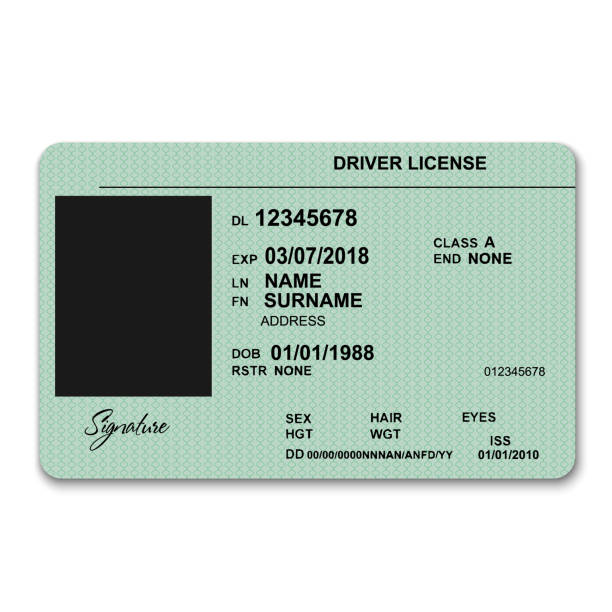 DRIVER LICENSE
DL 12345678
EXP 03/07/2018
CLASS A
END NONE
LN NAME
FN SURNAME
ADDRESS
DOB 01/01/1988
RSTR NONE
012345678
Signature
SEX HAIR EYES
HGT WGT
ISS
DD 00/00/0000NNNAN/ANFD/YY 01/01/2010